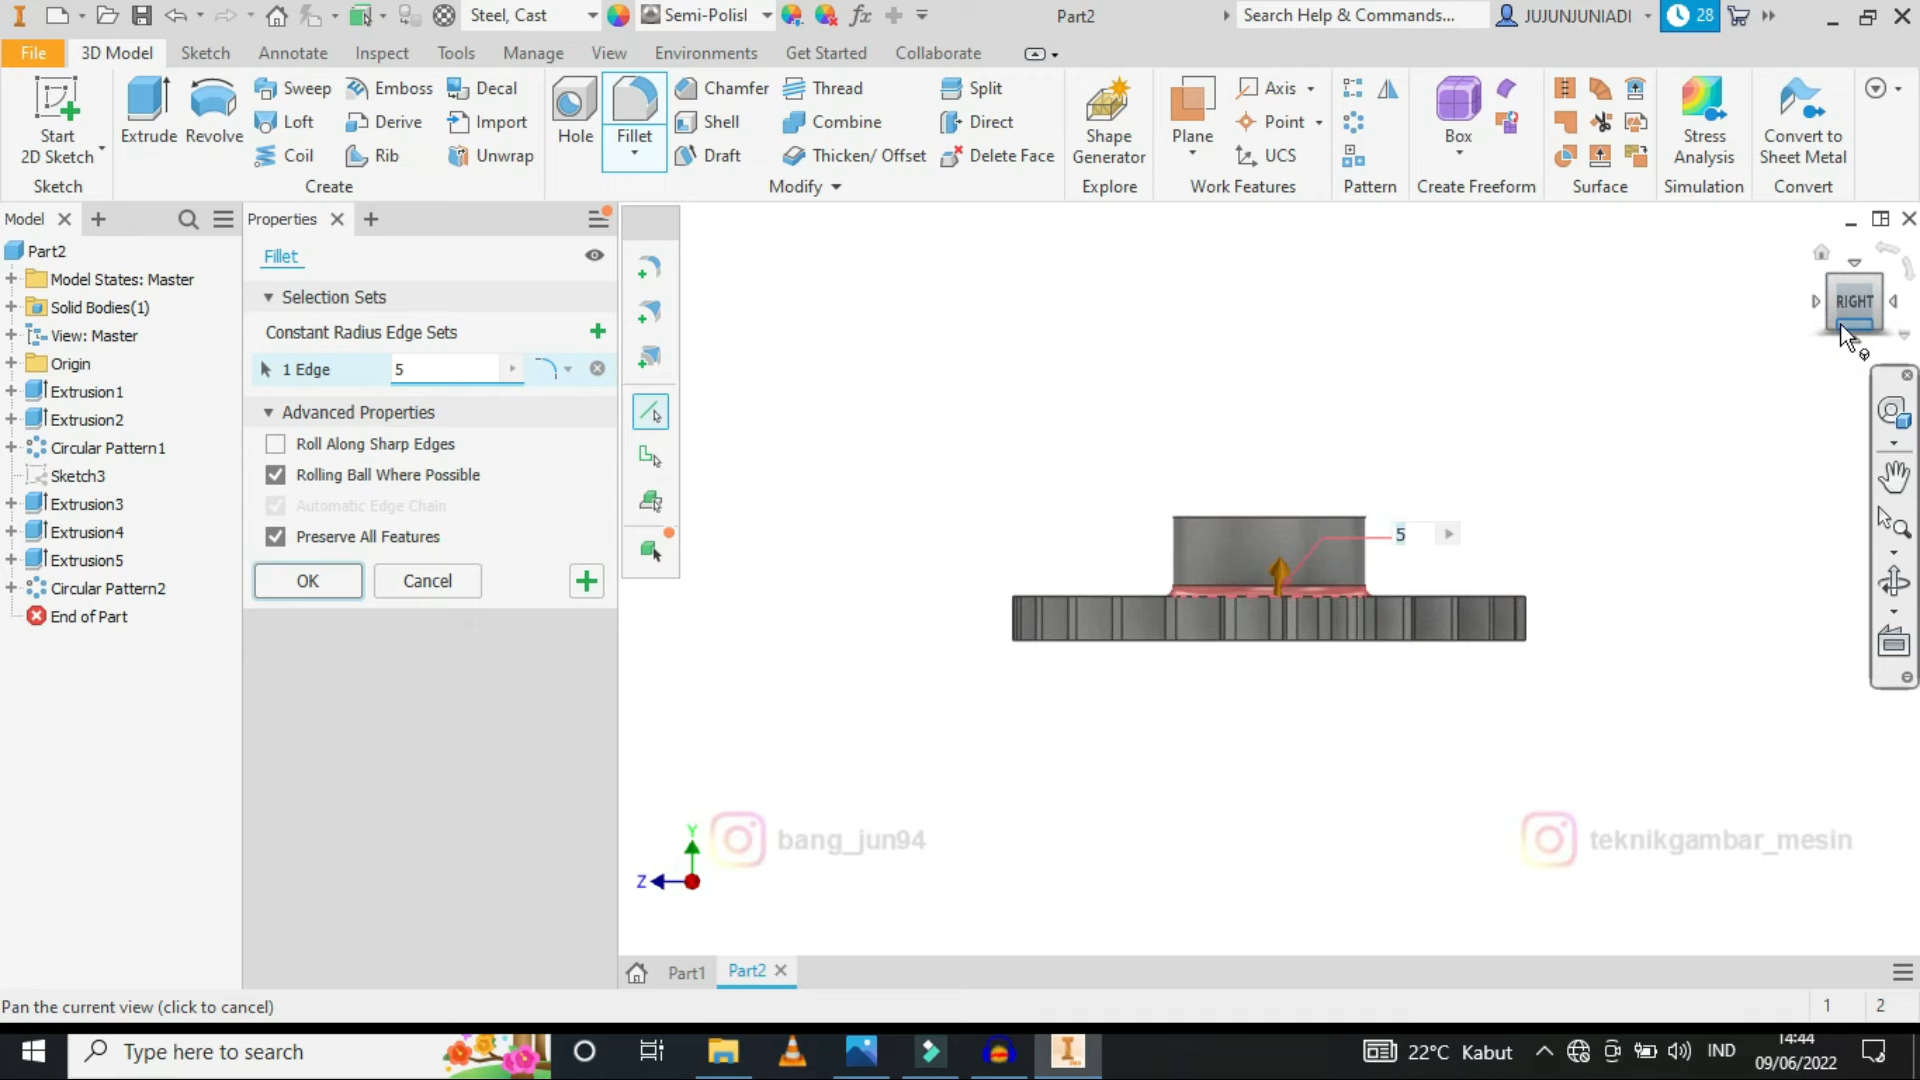 Steel, Cast
Semi-Polisl
fx
Part2
Search Help & Commands...
JUJUNJUNIADI
28
File
3D Model
Sketch
Annotate
Inspect
Tools
Manage
View
Environments
Get Started
Collaborate
Start
2D Sketch
Sketch
Extrude
Revolve
Sweep
Loft
Coil
Emboss
Derive
Rib
Decal
Import
Unwrap
Create
Hole
Fillet
Chamfer
Shell
Draft
Thread
Combine
Thicken/ Offset
Split
Direct
Delete Face
Modify
Shape
Generator
Explore
Plane
Axis
Point
UCS
Work Features
Pattern
Box
Create Freeform
Surface
Stress
Analysis
Simulation
Convert to
Sheet Metal
Convert
Model
Part2
Model States: Master
Solid Bodies(1)
View: Master
Origin
Extrusion1
Extrusion2
Circular Pattern1
Sketch3
Extrusion3
Extrusion4
Extrusion5
Circular Pattern2
End of Part
Properties
Fillet
Selection Sets
Constant Radius Edge Sets
1 Edge 5
Advanced Properties
Roll Along Sharp Edges
Rolling Ball Where Possible
Automatic Edge Chain
Preserve All Features
OK
Cancel
RIGHT
5
Y
Z
bang_jun94
teknikgambar_mesin
Part1
Part2
Pan the current view (click to cancel)
1 2
Type here to search
22°C Kabut
IND
14:44
09/06/2022